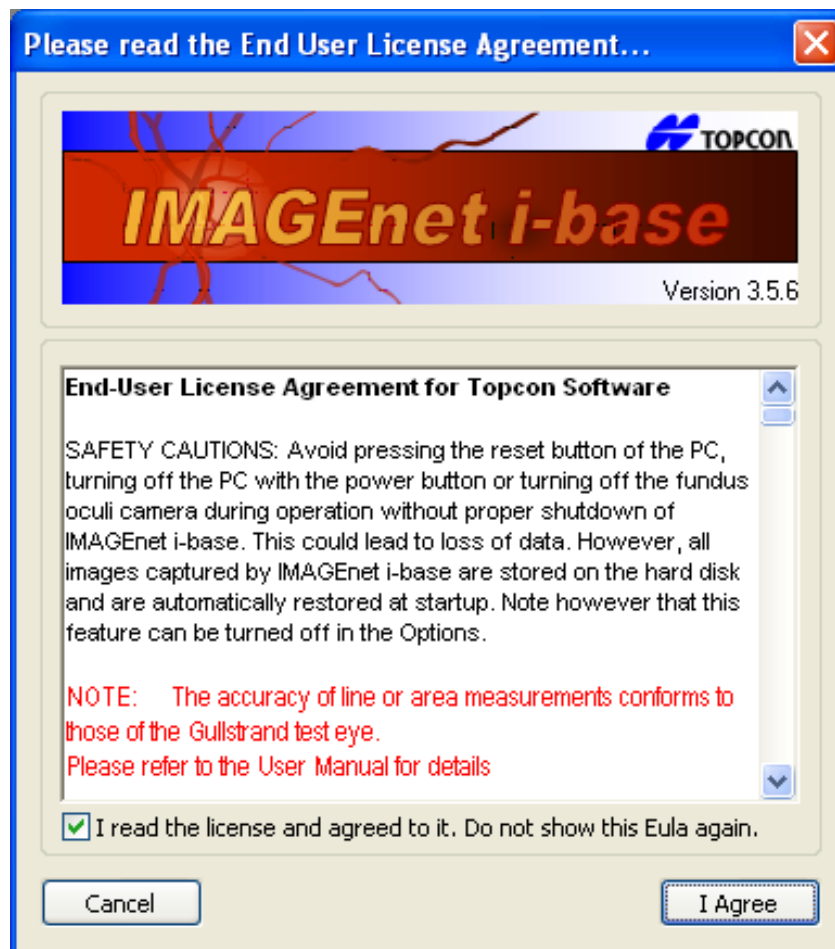 Please read the End User License Agreement...
TOPCON
IMAGEnet i-base
Version 3.5.6
End-User License Agreement for Topcon Software
SAFETY CAUTIONS: Avoid pressing the reset button of the PC,
turning off the PC with the power button or turning off the fundus
oculi camera during operation without proper shutdown of
IMAGEnet i-base. This could lead to loss of data. However, all
images captured by IMAGEnet i-base are stored on the hard disk
and are automatically restored at startup. Note however that this
feature can be turned off in the Options.
NOTE: The accuracy of line or area measurements conforms to
those of the Gullstrand test eye.
Please refer to the User Manual for details
I read the license and agreed to it. Do not show this Eula again.
Cancel
I Agree